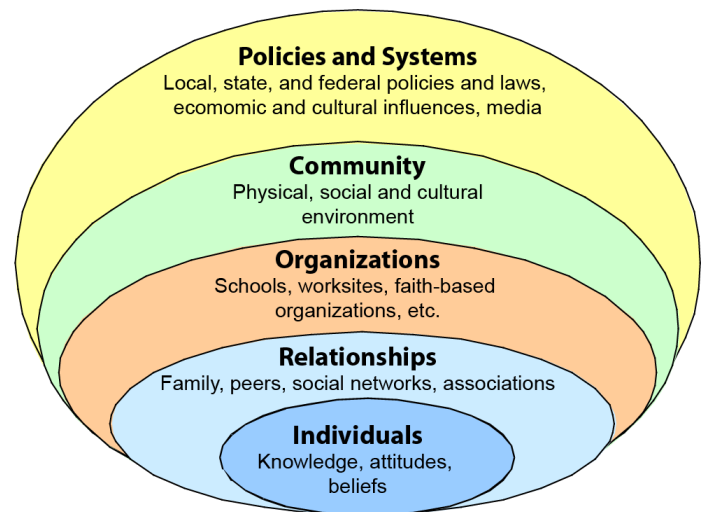 Policies and Systems
Local, state, and federal policies and laws,
ecomomic and cultural influences, media
Community
Physical, social and cultural
environment
Organizations
Schools, worksites, faith-based
organizations, etc.
Relationships
Family, peers, social networks, associations
Individuals
Knowledge, attitudes,
beliefs